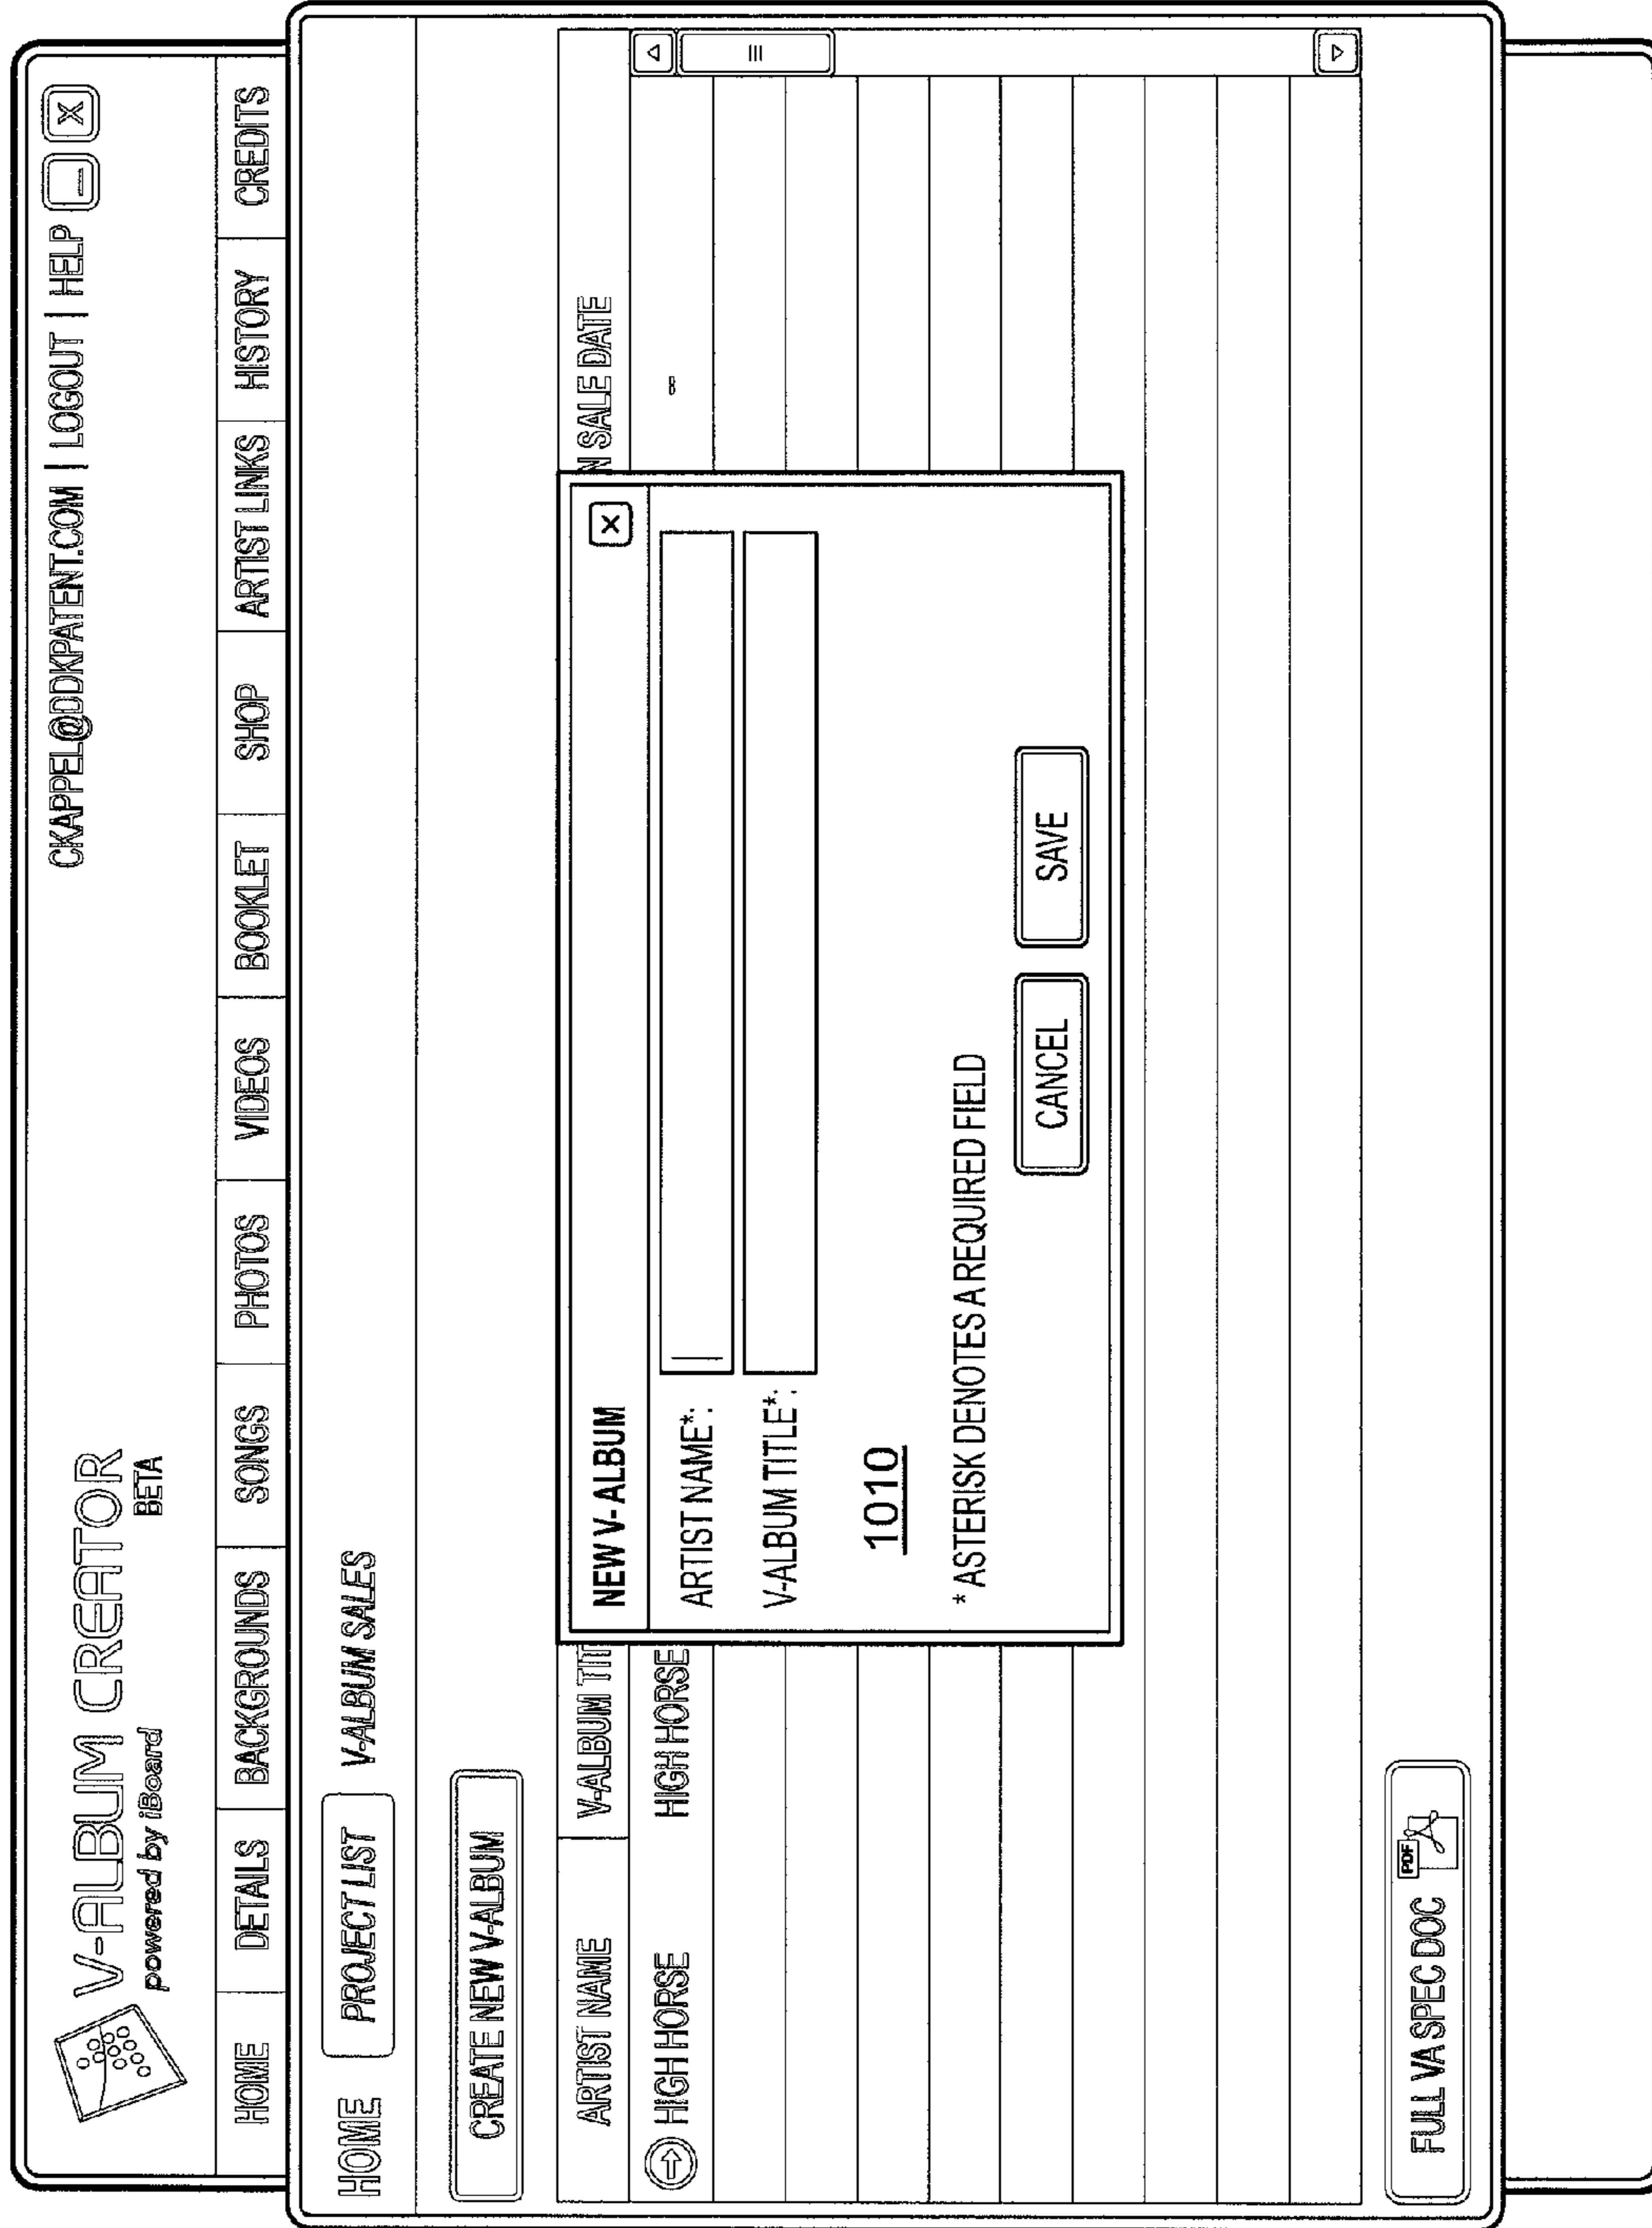 V-ALBUM CREATOR
BETA
powered by iBoard
CKAPPEL@DDKPATENT.COM | LOGOUT | HELP
X
HOME DETAILS BACKGROUNDS SONGS PHOTOS VIDEOS BOOKLET SHOP ARTIST LINKS HISTORY CREDITS
HOME PROJECT LIST V-ALBUM SALES
CREATE NEW V-ALBUM
ARTIST NAME V-ALBUM TIT N SALE DATE
HIGH HORSE HIGH HORSE --
NEW V- ALBUM X
ARTIST NAME*:
V-ALBUM TITLE*:
1010
* ASTERISK DENOTES A REQUIRED FIELD
CANCEL SAVE
FULL VA SPEC DOC PDF